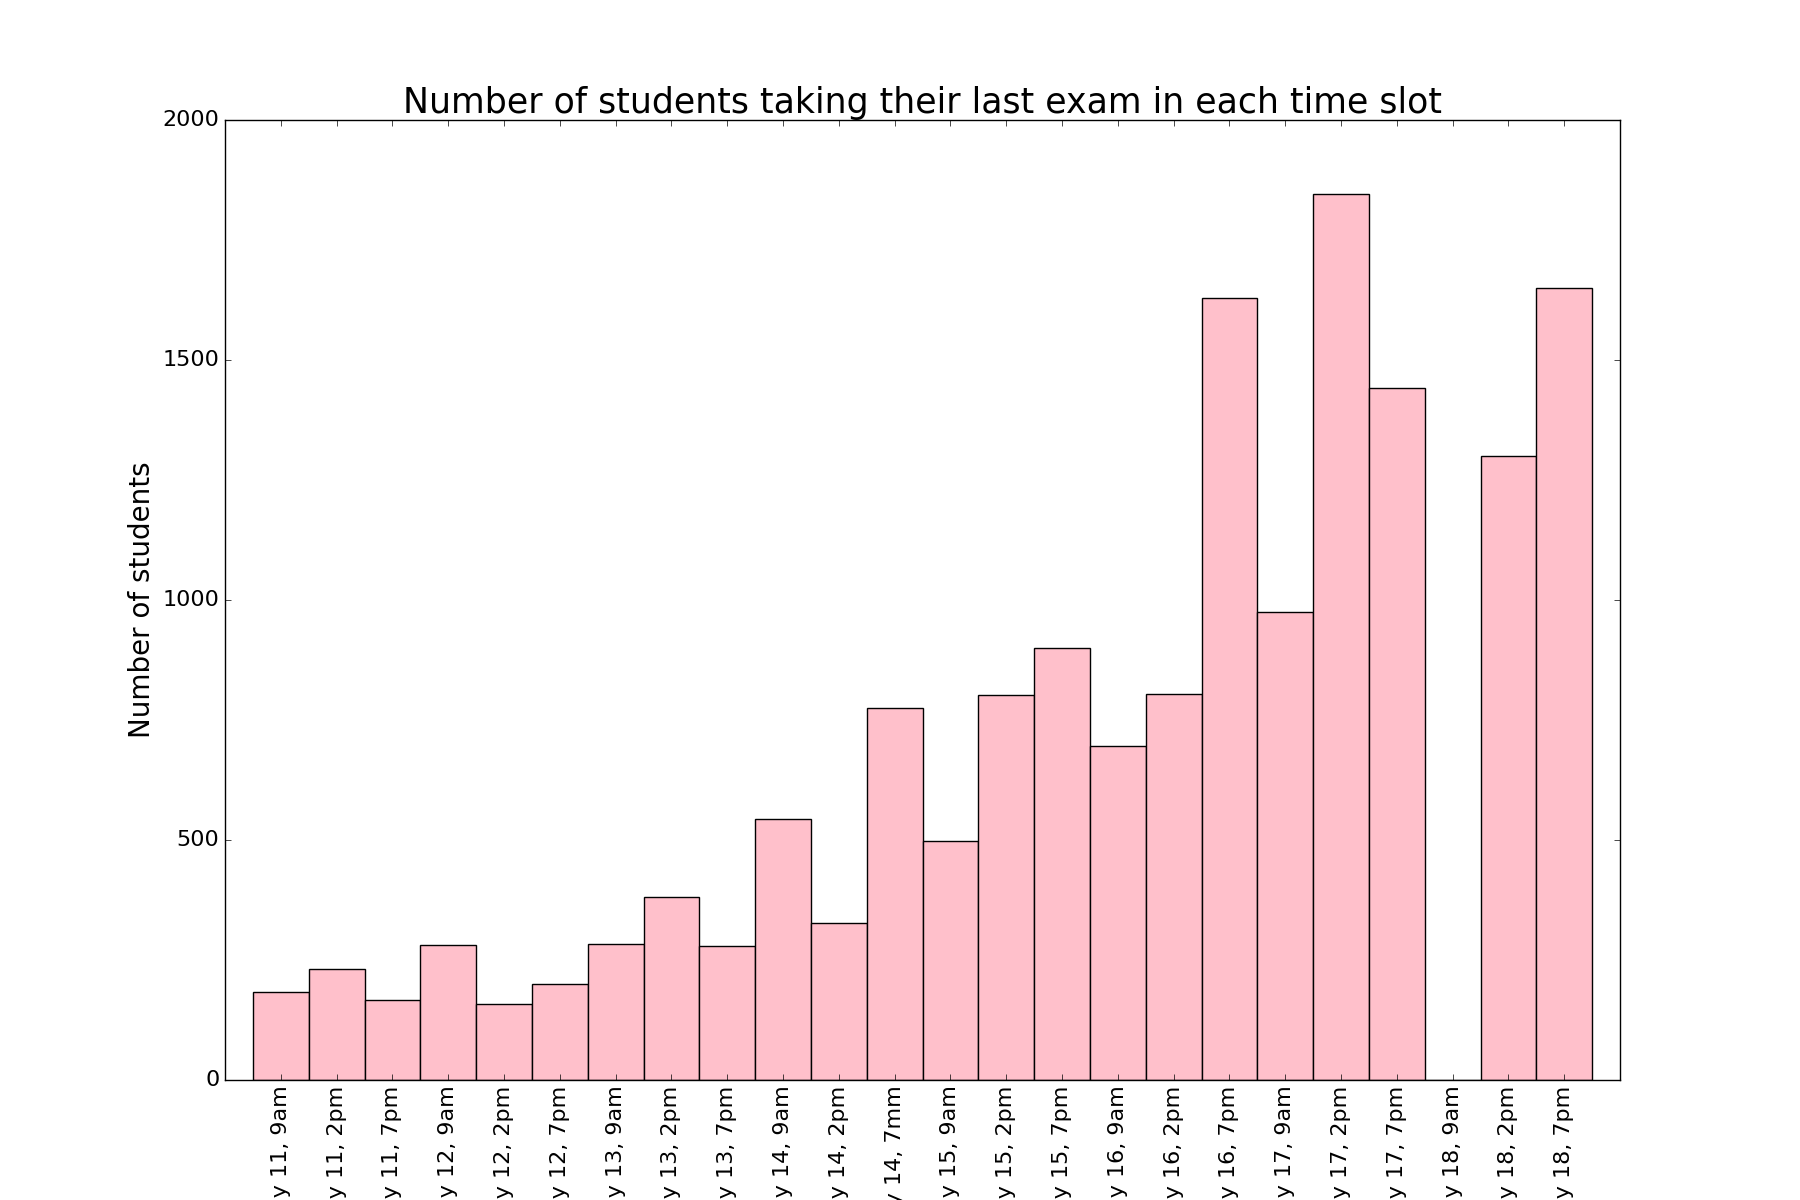 Number of students taking their last exam in each time slot
Number of students
2000
1500
1000
500
0
y 11, 9am
y 11, 2pm
y 11, 7pm
y 12, 9am
y 12, 2pm
y 12, 7pm
y 13, 9am
y 13, 2pm
y 13, 7pm
y 14, 9am
y 14, 2pm
y 14, 7mm
y 15, 9am
y 15, 2pm
y 15, 7pm
y 16, 9am
y 16, 2pm
y 16, 7pm
y 17, 9am
y 17, 2pm
y 17, 7pm
y 18, 9am
y 18, 2pm
y 18, 7pm